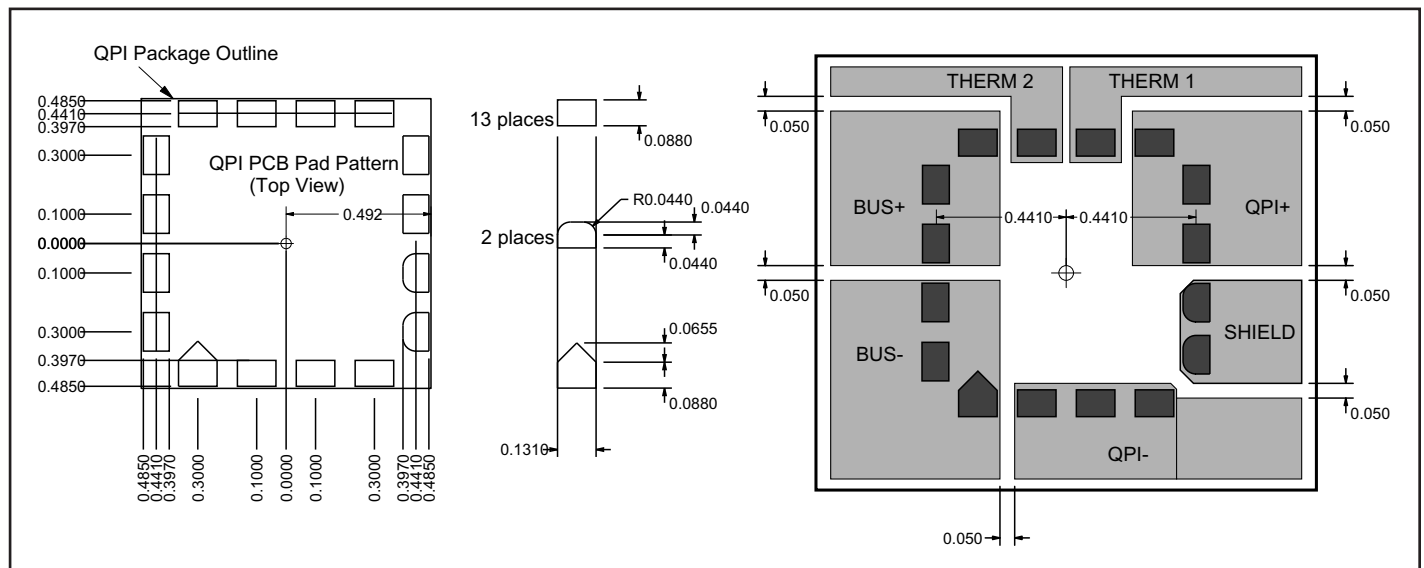 QPI Package Outline
0.4850
0.4410
0.3970
0.3000
0.1000
0.0000
0.1000
0.3000
0.3970
0.4850
QPI PCB Pad Pattern
(Top View)
0.492
0.4850
0.4410
0.3970
0.3000
0.1000
0.0000
0.1000
0.3000
0.3970
0.4410
0.4850
13 places
0.0880
R0.0440
0.0440
2 places
0.0440
0.0655
0.0880
0.1310
THERM 2
THERM 1
0.050
0.050
BUS+
QPI+
0.4410
0.4410
0.050
0.050
SHIELD
BUS-
0.050
QPI-
0.050